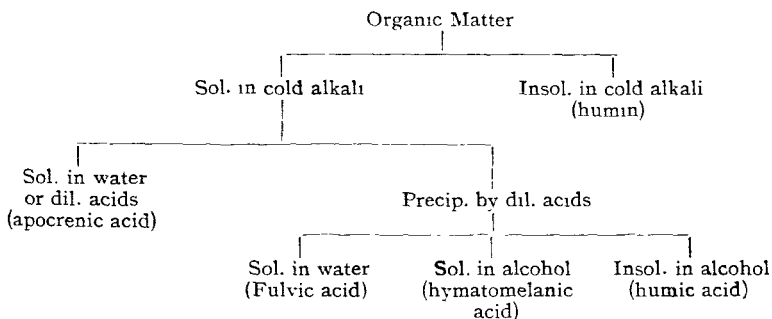 Organic Matter
Sol. in cold alkali
Insol. in cold alkali
(humin)
Sol. in water
or dil. acids
(apocrenic acid)
Precip. by dil. acids
Sol. in water
(Fulvic acid)
Sol. in alcohol
(hymatomelanic
acid)
Insol. in alcohol
(humic acid)